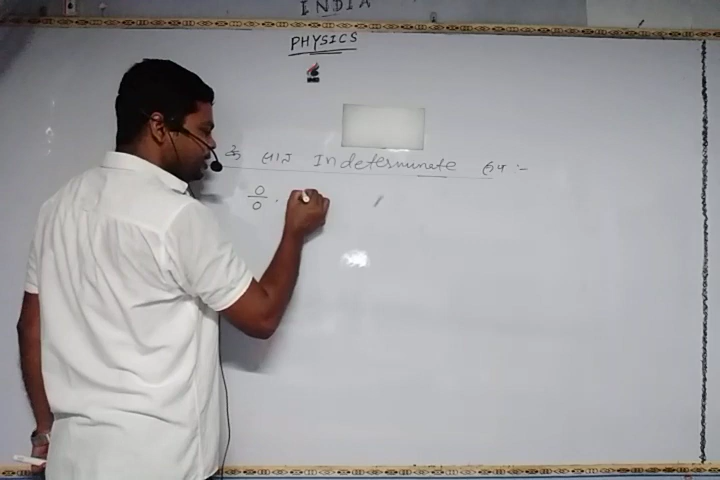 INDIA
PHYSICS
के सात Indeterminate रूप :-
0/0 ,